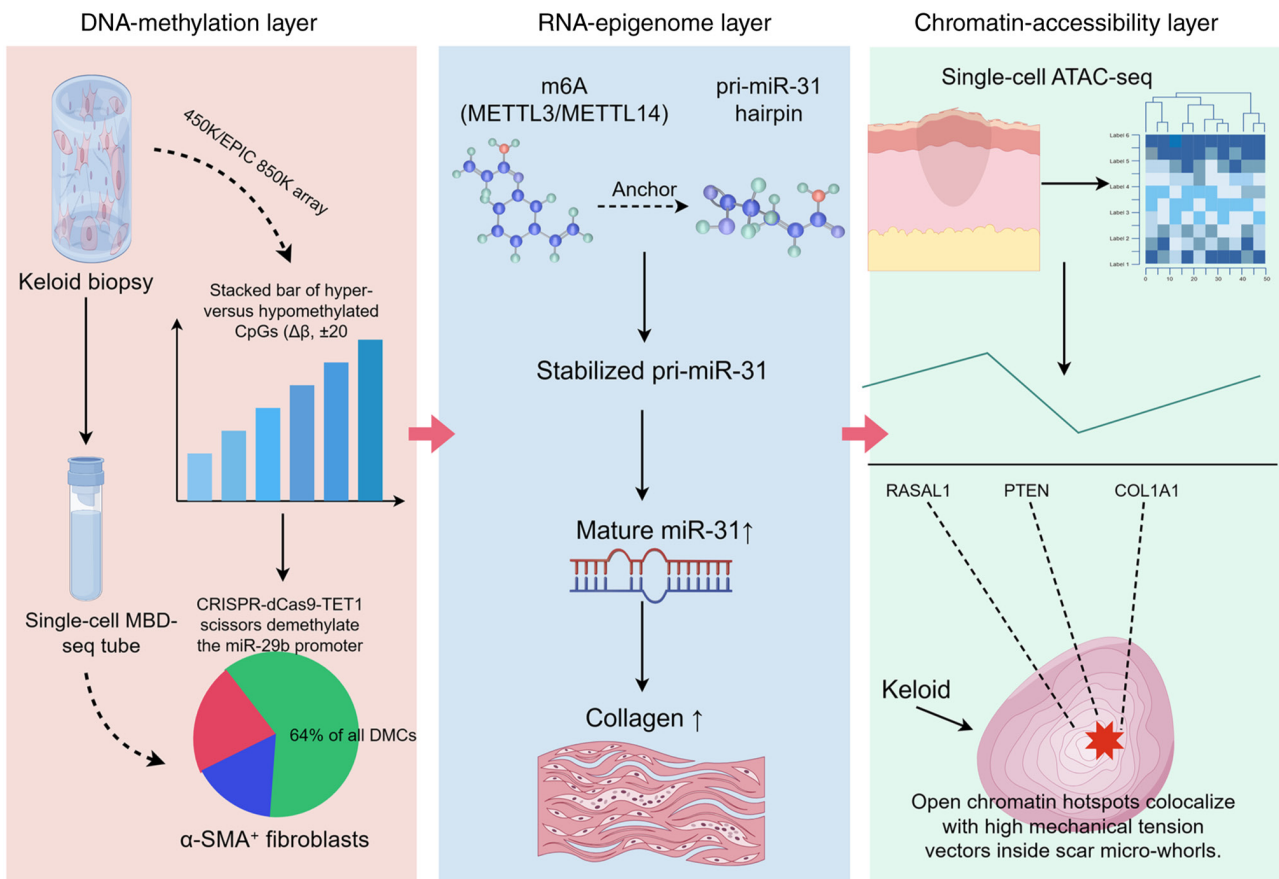 DNA-methylation layer
RNA-epigenome layer
Chromatin-accessibility layer
450K/EPIC 850K array
Keloid biopsy
Stacked bar of hyper-
versus hypomethylated
CpGs (Δβ, ±20
Single-cell MBD-
seq tube
CRISPR-dCas9-TET1
scissors demethylate
the miR-29b promoter
64% of all DMCs
α-SMA⁺ fibroblasts
m6A
(METTL3/METTL14)
pri-miR-31
hairpin
Anchor
Stabilized pri-miR-31
Mature miR-31↑
Collagen ↑
Single-cell ATAC-seq
Label 6
Label 5
Label 4
Label 3
Label 2
Label 1
0 10 20 30 40 50
RASAL1 PTEN COL1A1
Keloid
Open chromatin hotspots colocalize
with high mechanical tension
vectors inside scar micro-whorls.